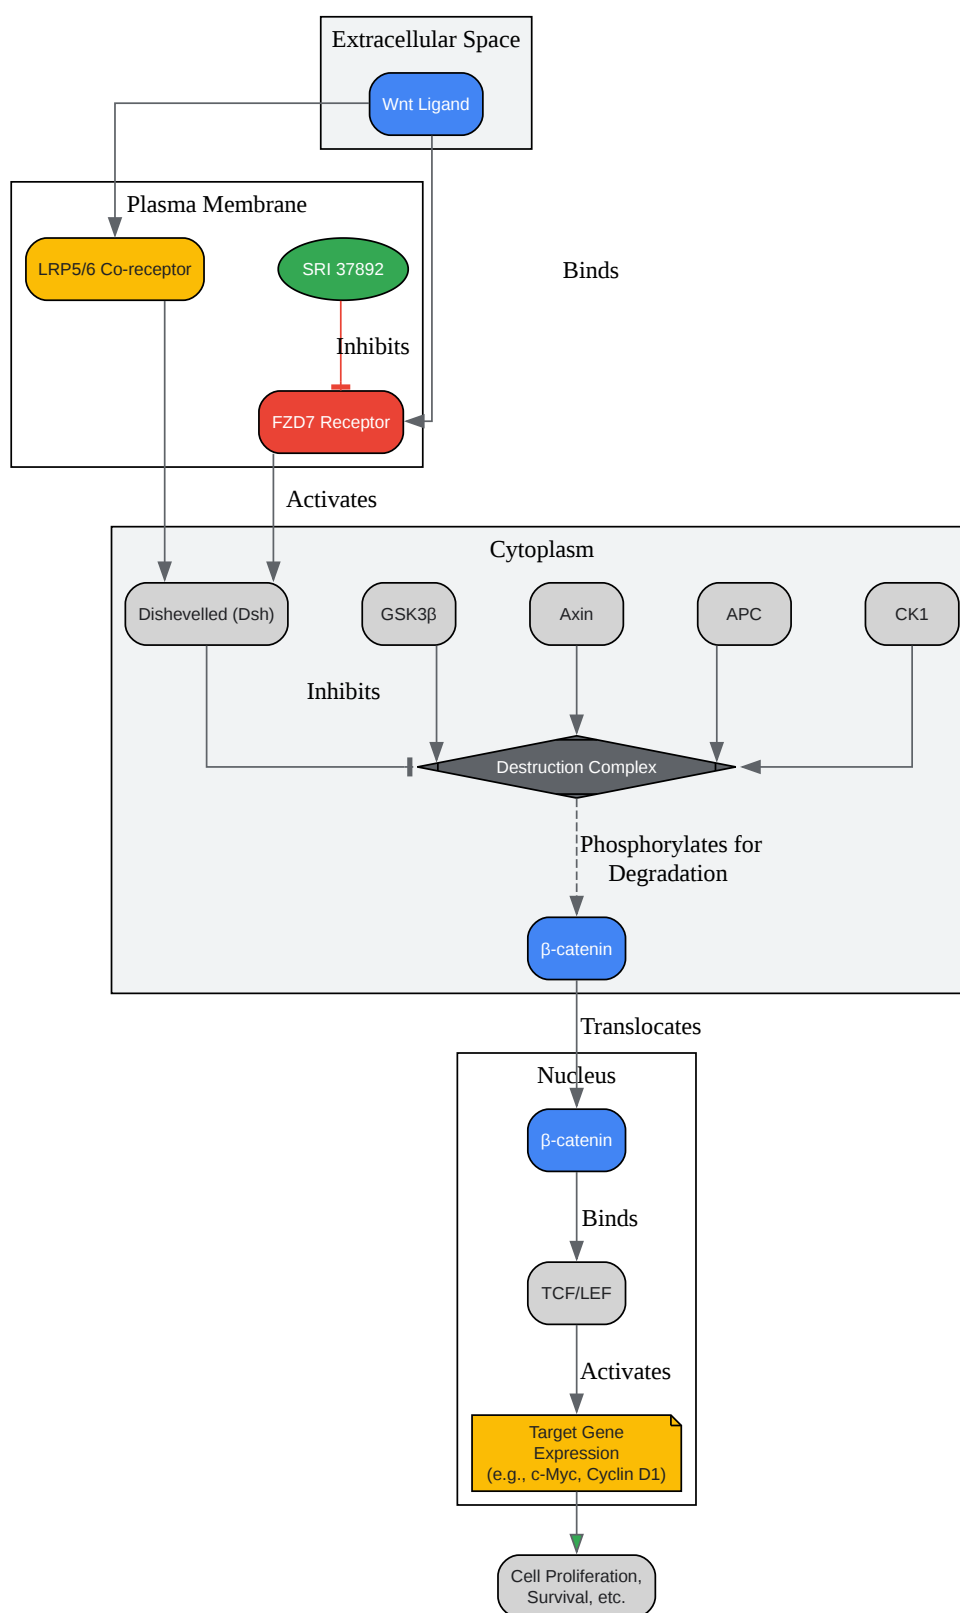 Extracellular Space
Wnt Ligand
Plasma Membrane
LRP5/6 Co-receptor
SRI 37892
Binds
Inhibits
FZD7 Receptor
Activates
Cytoplasm
Dishevelled (Dsh)
GSK3β
Axin
APC
CK1
Inhibits
Destruction Complex
Phosphorylates for
Degradation
β-catenin
Translocates
Nucleus
β-catenin
Binds
TCF/LEF
Activates
Target Gene
Expression
(e.g., c-Myc, Cyclin D1)
Cell Proliferation,
Survival, etc.